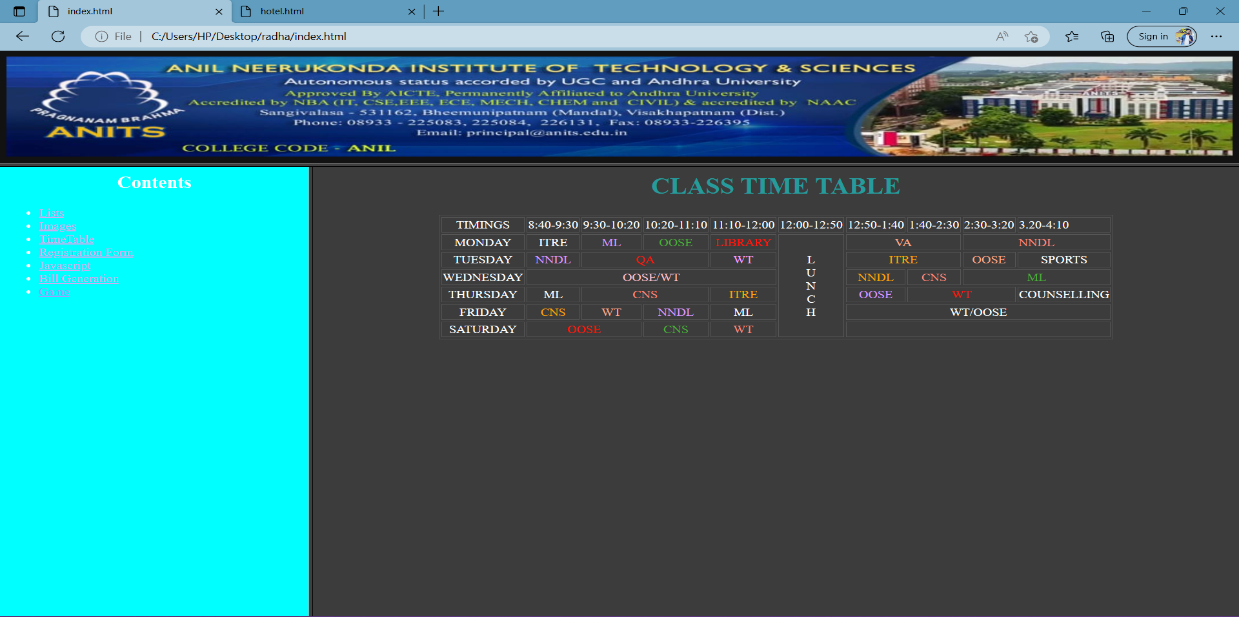 index.html
hotel.html
File
C:/Users/HP/Desktop/radha/index.html
Sign in
ANIL NEERUKONDA INSTITUTE OF TECHNOLOGY & SCIENCES
Autonomous status accorded by UGC and Andhra University
Approved By AICTE, Permanently Affiliated to Andhra University
Accredited by NBA (IT, CSE,EEE, ECE, MECH, CHEM and CIVIL) & accredited by NAAC
Sangivalasa - 531162, Bheemunipatnam (Mandal), Visakhapatnam (Dist.)
Phone: 08933 - 225083, 225084, 226131, Fax: 08933-226395
Email: principal@anits.edu.in
COLLEGE CODE - ANIL
PRAGNANAM BRAHMA
ANITS
Contents
Lists
Images
TimeTable
Registration Form
Javascript
Bill Generation
CLASS TIME TABLE
TIMINGS 8:40-9:30 9:30-10:20 10:20-11:10 11:10-12:00 12:00-12:50 12:50-1:40 1:40-2:30 2:30-3:20 3.20-4:10
MONDAY ITRE ML OOSE LIBRARY VA NNDL
TUESDAY NNDL QA WT ITRE OOSE SPORTS
WEDNESDAY OOSE/WT NNDL CNS ML
THURSDAY ML CNS ITRE OOSE WT COUNSELLING
FRIDAY CNS WT NNDL ML WT/OOSE
SATURDAY OOSE CNS WT
L
U
N
C
H